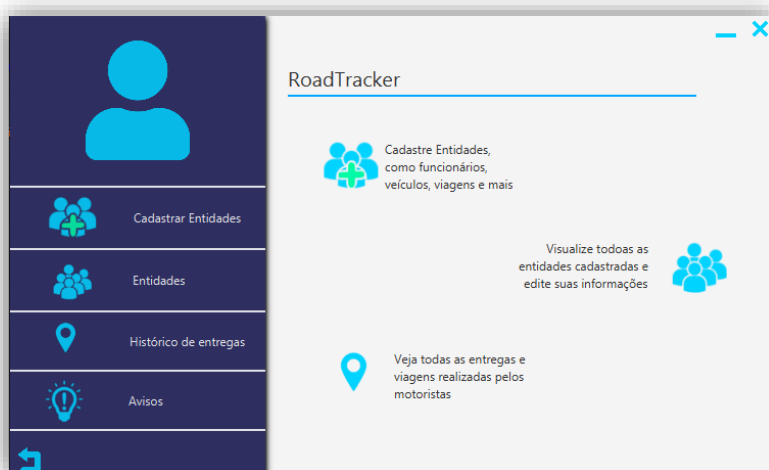 RoadTracker
Cadastre Entidades,
como funcionários,
veículos, viagens e mais
Visualize todoas as
entidades cadastradas e
edite suas informações
Veja todas as entregas e
viagens realizadas pelos
motoristas
Cadastrar Entidades
Entidades
Histórico de entregas
Avisos